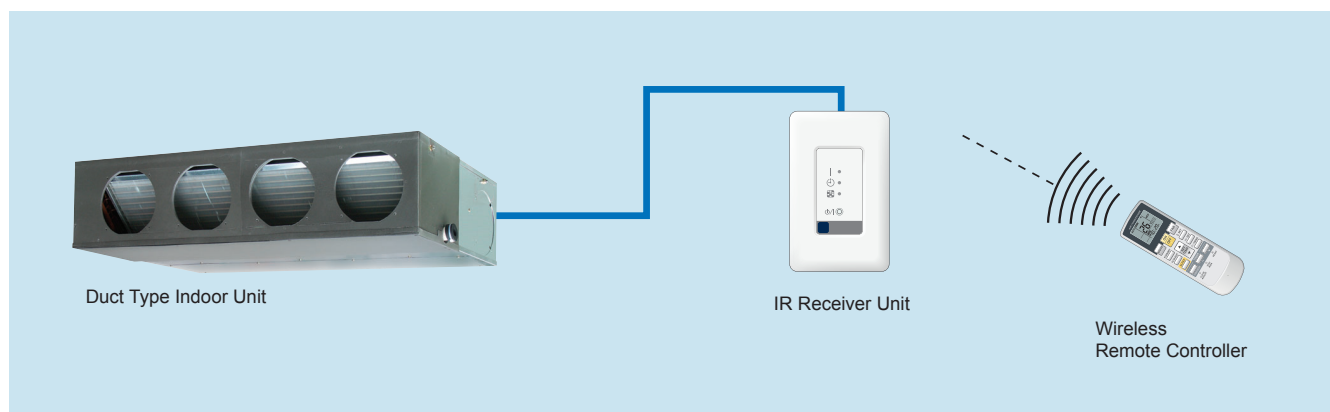 Duct Type Indoor Unit
IR Receiver Unit
Wireless
Remote Controller